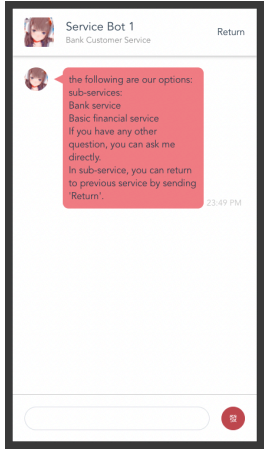 Service Bot 1
Bank Customer Service
Return
the following are our options:
sub-services:
Bank service
Basic financial service
If you have any other
question, you can ask me
directly.
In sub-service, you can return
to previous service by sending
'Return'.
23:49 PM